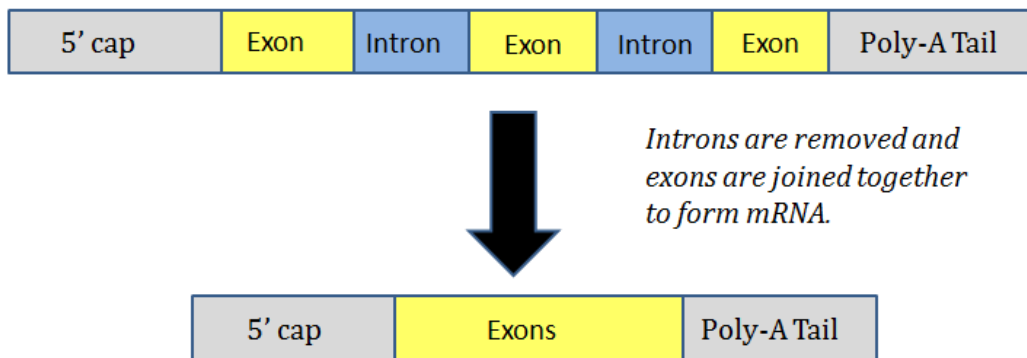 5’ cap Exon Intron Exon Intron Exon Poly-A Tail
Introns are removed and
exons are joined together
to form mRNA.
5’ cap Exons Poly-A Tail